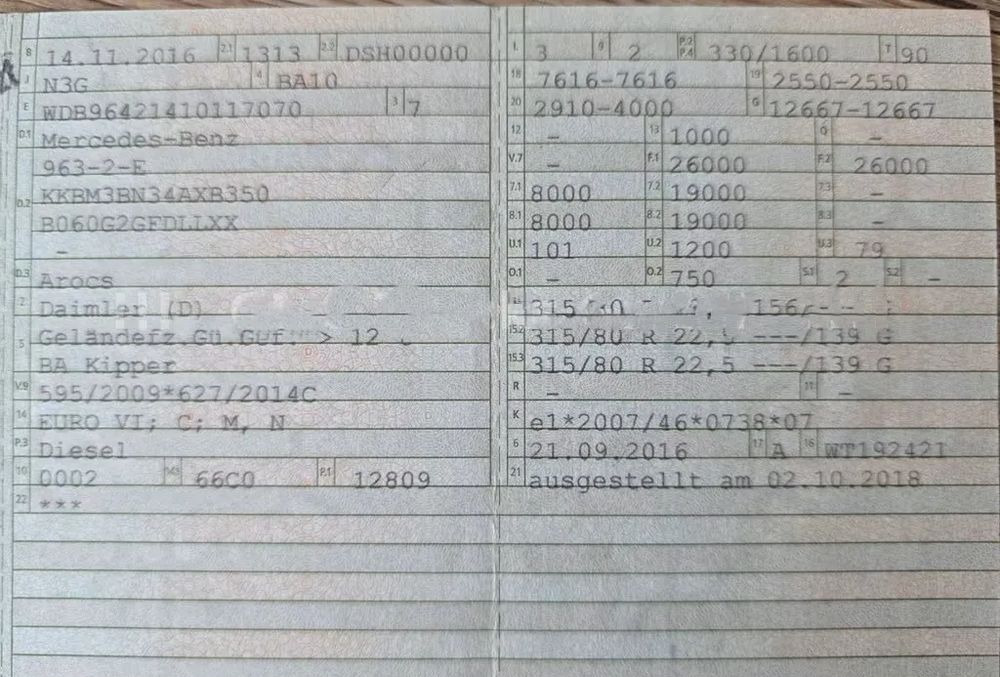 B 14.11.2016 2.1 1313 2.2 DSH00000
J N3G 4 BA10
E WDB96421410117070 3 7
D.1 Mercedes-Benz
963-2-E
D.2 KKBM3BN34AXB350
B060G2GFDLLXX
–
D.3 Arocs
2 Daimler (D)
5 Geländefz.Gü.Güf. > 12
BA Kipper
V.9 595/2009*627/2014C
14 EURO VI; C; M, N
P.3 Diesel
10 0002 14.1 66C0 P.1 12809
22 ***
L 3 9 2 P.2 P.4 330/1600 T 90
18 7616-7616 19 2550-2550
20 2910-4000 G 12667-12667
12 – 13 1000 Q –
V.7 – F.1 26000 F.2 26000
7.1 8000 7.2 19000 7.3 –
8.1 8000 8.2 19000 8.3 –
U.1 101 U.2 1200 U.3 79
O.1 – O.2 750 S.1 2 S.2 –
315
15.2 315/80 R 22,5 ---/139 G
15.3 315/80 R 22,5 ---/139 G
R – 11 –
K e1*2007/46*0738*07
6 21.09.2016 17 A 16 WT192421
21 ausgestellt am 02.10.2018